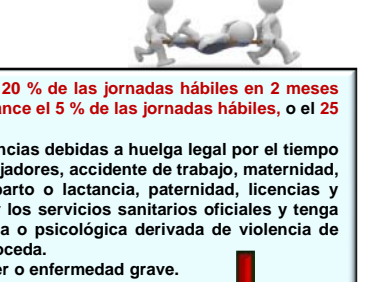 20 % de las jornadas hábiles en 2 meses
ance el 5 % de las jornadas hábiles, o el 25
ncias debidas a huelga legal por el tiempo
jadores, accidente de trabajo, maternidad,
parto o lactancia, paternidad, licencias y
los servicios sanitarios oficiales y tenga
a o psicológica derivada de violencia de
oceda.
er o enfermedad grave.